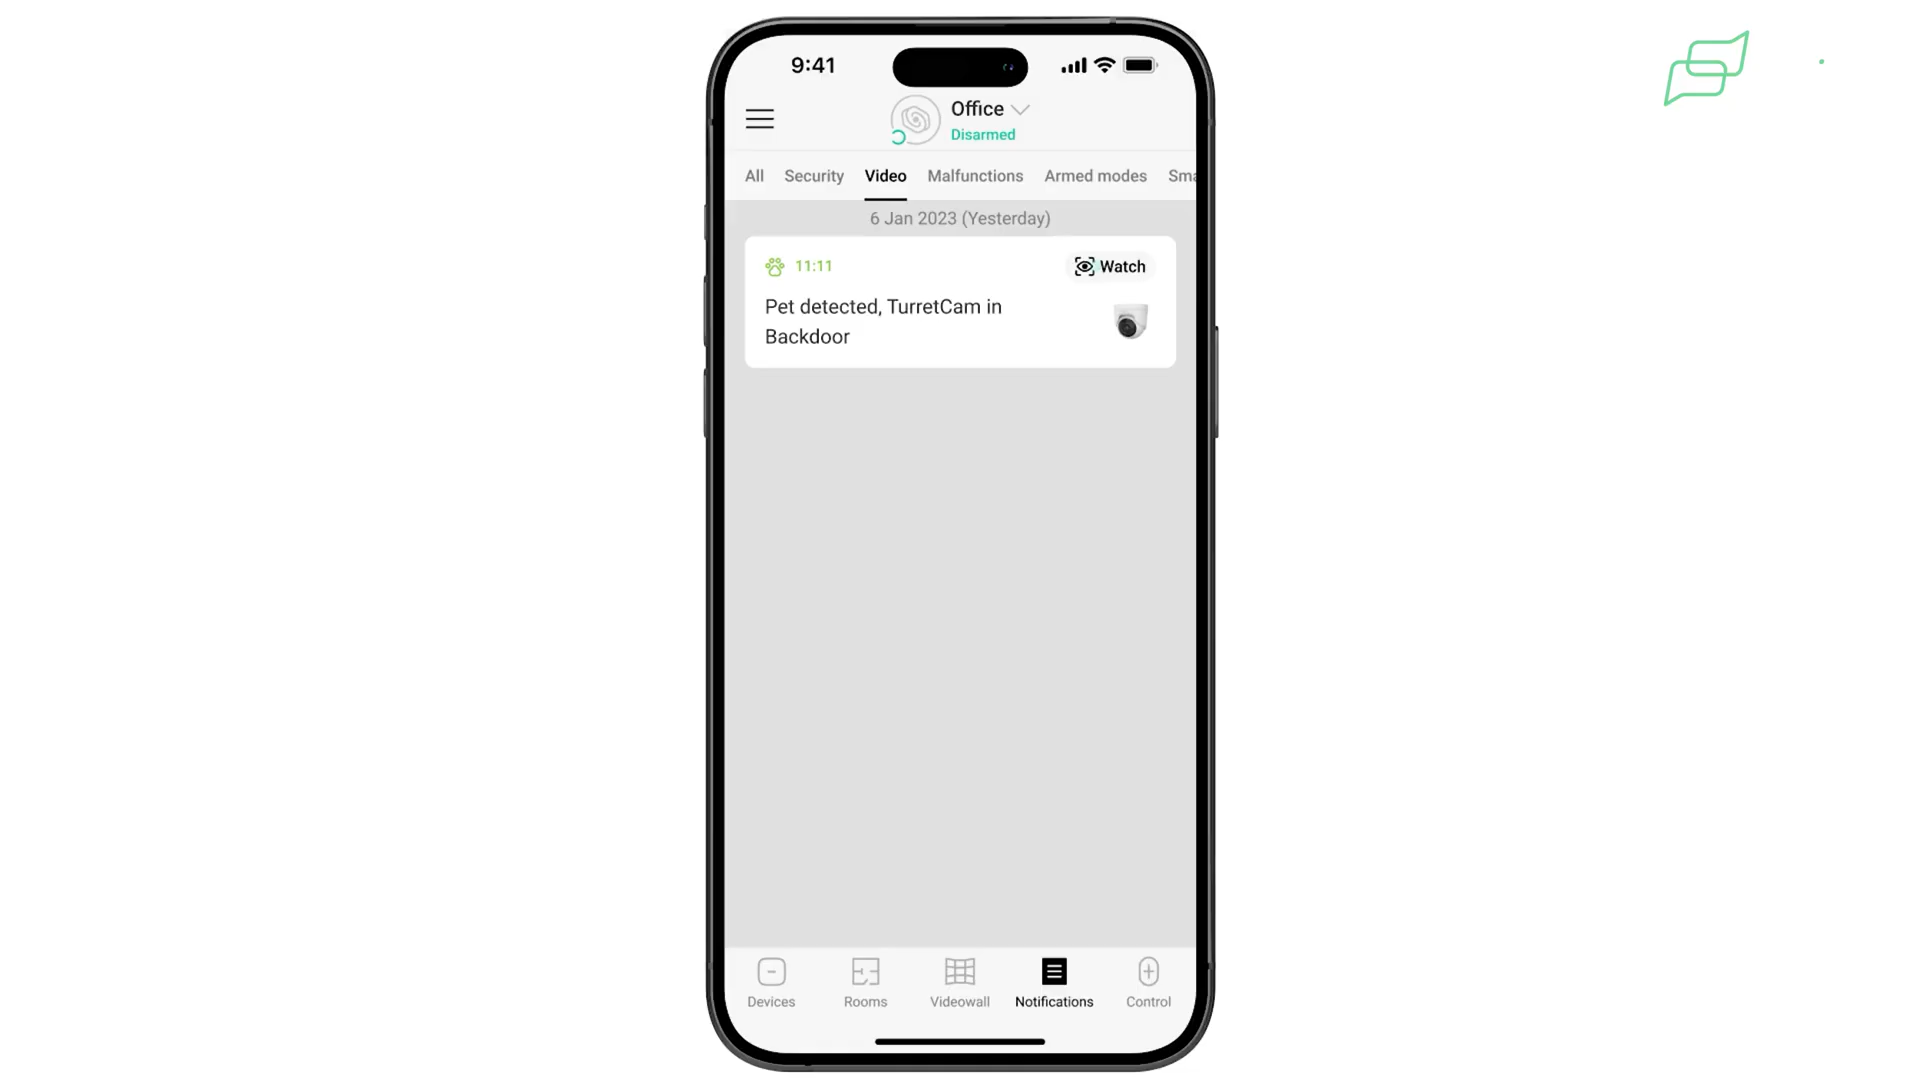 9:41
Office
Disarmed
All Security Video Malfunctions Armed modes Sma
6 Jan 2023 (Yesterday)
11:11 Watch
Pet detected, TurretCam in
Backdoor
Devices Rooms Videowall Notifications Control